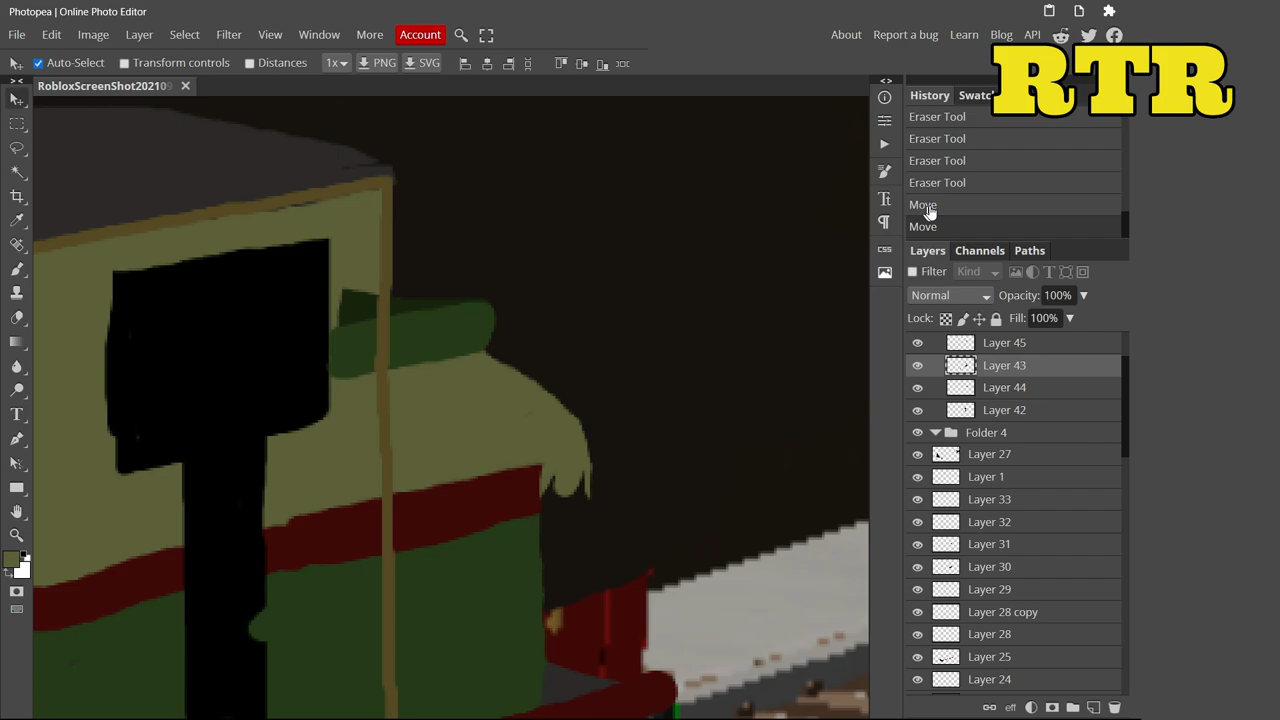 Photopea | Online Photo Editor
File Edit Image Layer Select Filter View Window More Account
About Report a bug Learn Blog API
Auto-Select Transform controls Distances 1x PNG SVG
RobloxScreenShot202109
RTR
History Swatc
Eraser Tool
Eraser Tool
Eraser Tool
Eraser Tool
Move
Move
Layers Channels Paths
Filter Kind
Normal Opacity: 100%
Lock: Fill: 100%
Layer 45
Layer 43
Layer 44
Layer 42
Folder 4
Layer 27
Layer 1
Layer 33
Layer 32
Layer 31
Layer 30
Layer 29
Layer 28 copy
Layer 28
Layer 25
Layer 24
CSS
eff